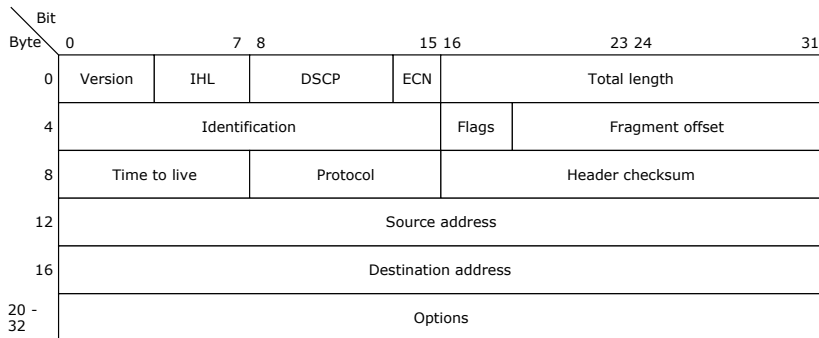 Bit
Byte 0 7 8 15 16 23 24 31
0 Version IHL DSCP ECN Total length
4 Identification Flags Fragment offset
8 Time to live Protocol Header checksum
12 Source address
16 Destination address
20 -
32 Options